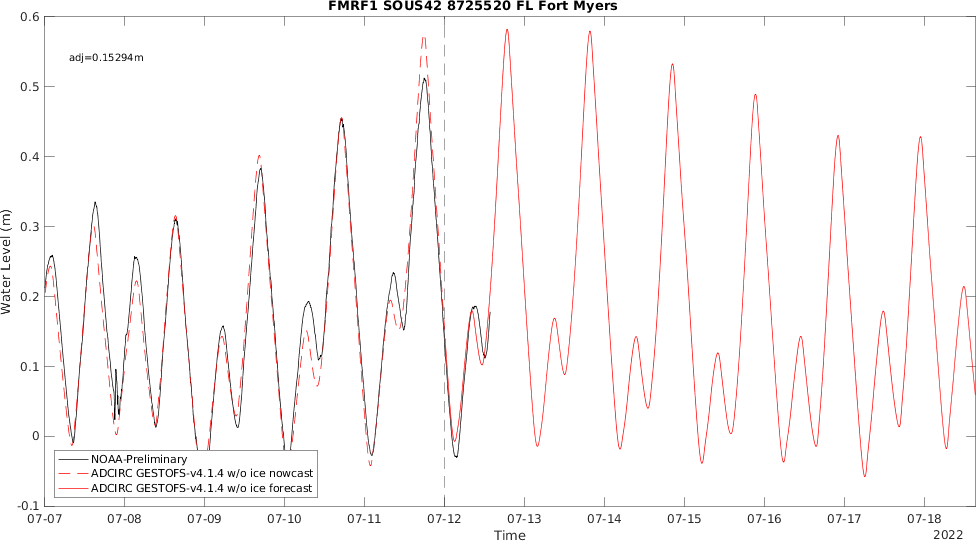 FMRF1 SOUS42 8725520 FL Fort Myers
adj=0.15294m
Water Level (m)
0.6
0.5
0.4
0.3
0.2
0.1
0
-0.1
NOAA-Preliminary
ADCIRC GESTOFS-v4.1.4 w/o ice nowcast
ADCIRC GESTOFS-v4.1.4 w/o ice forecast
07-07 07-08 07-09 07-10 07-11 07-12 07-13 07-14 07-15 07-16 07-17 07-18
Time
2022